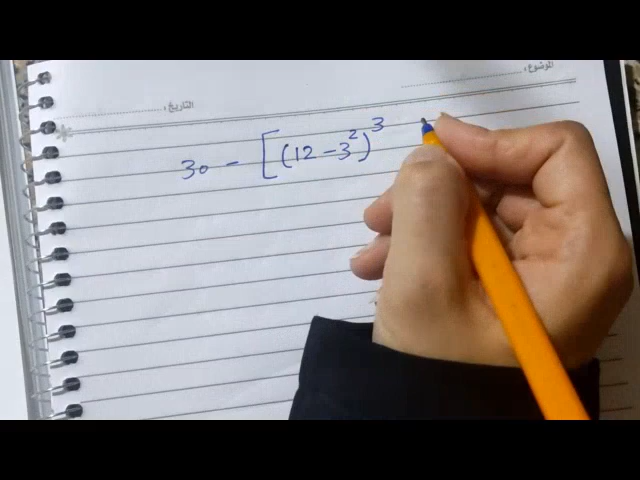 الموضوع:
التاريخ:
30 - [(12 - 3²)³